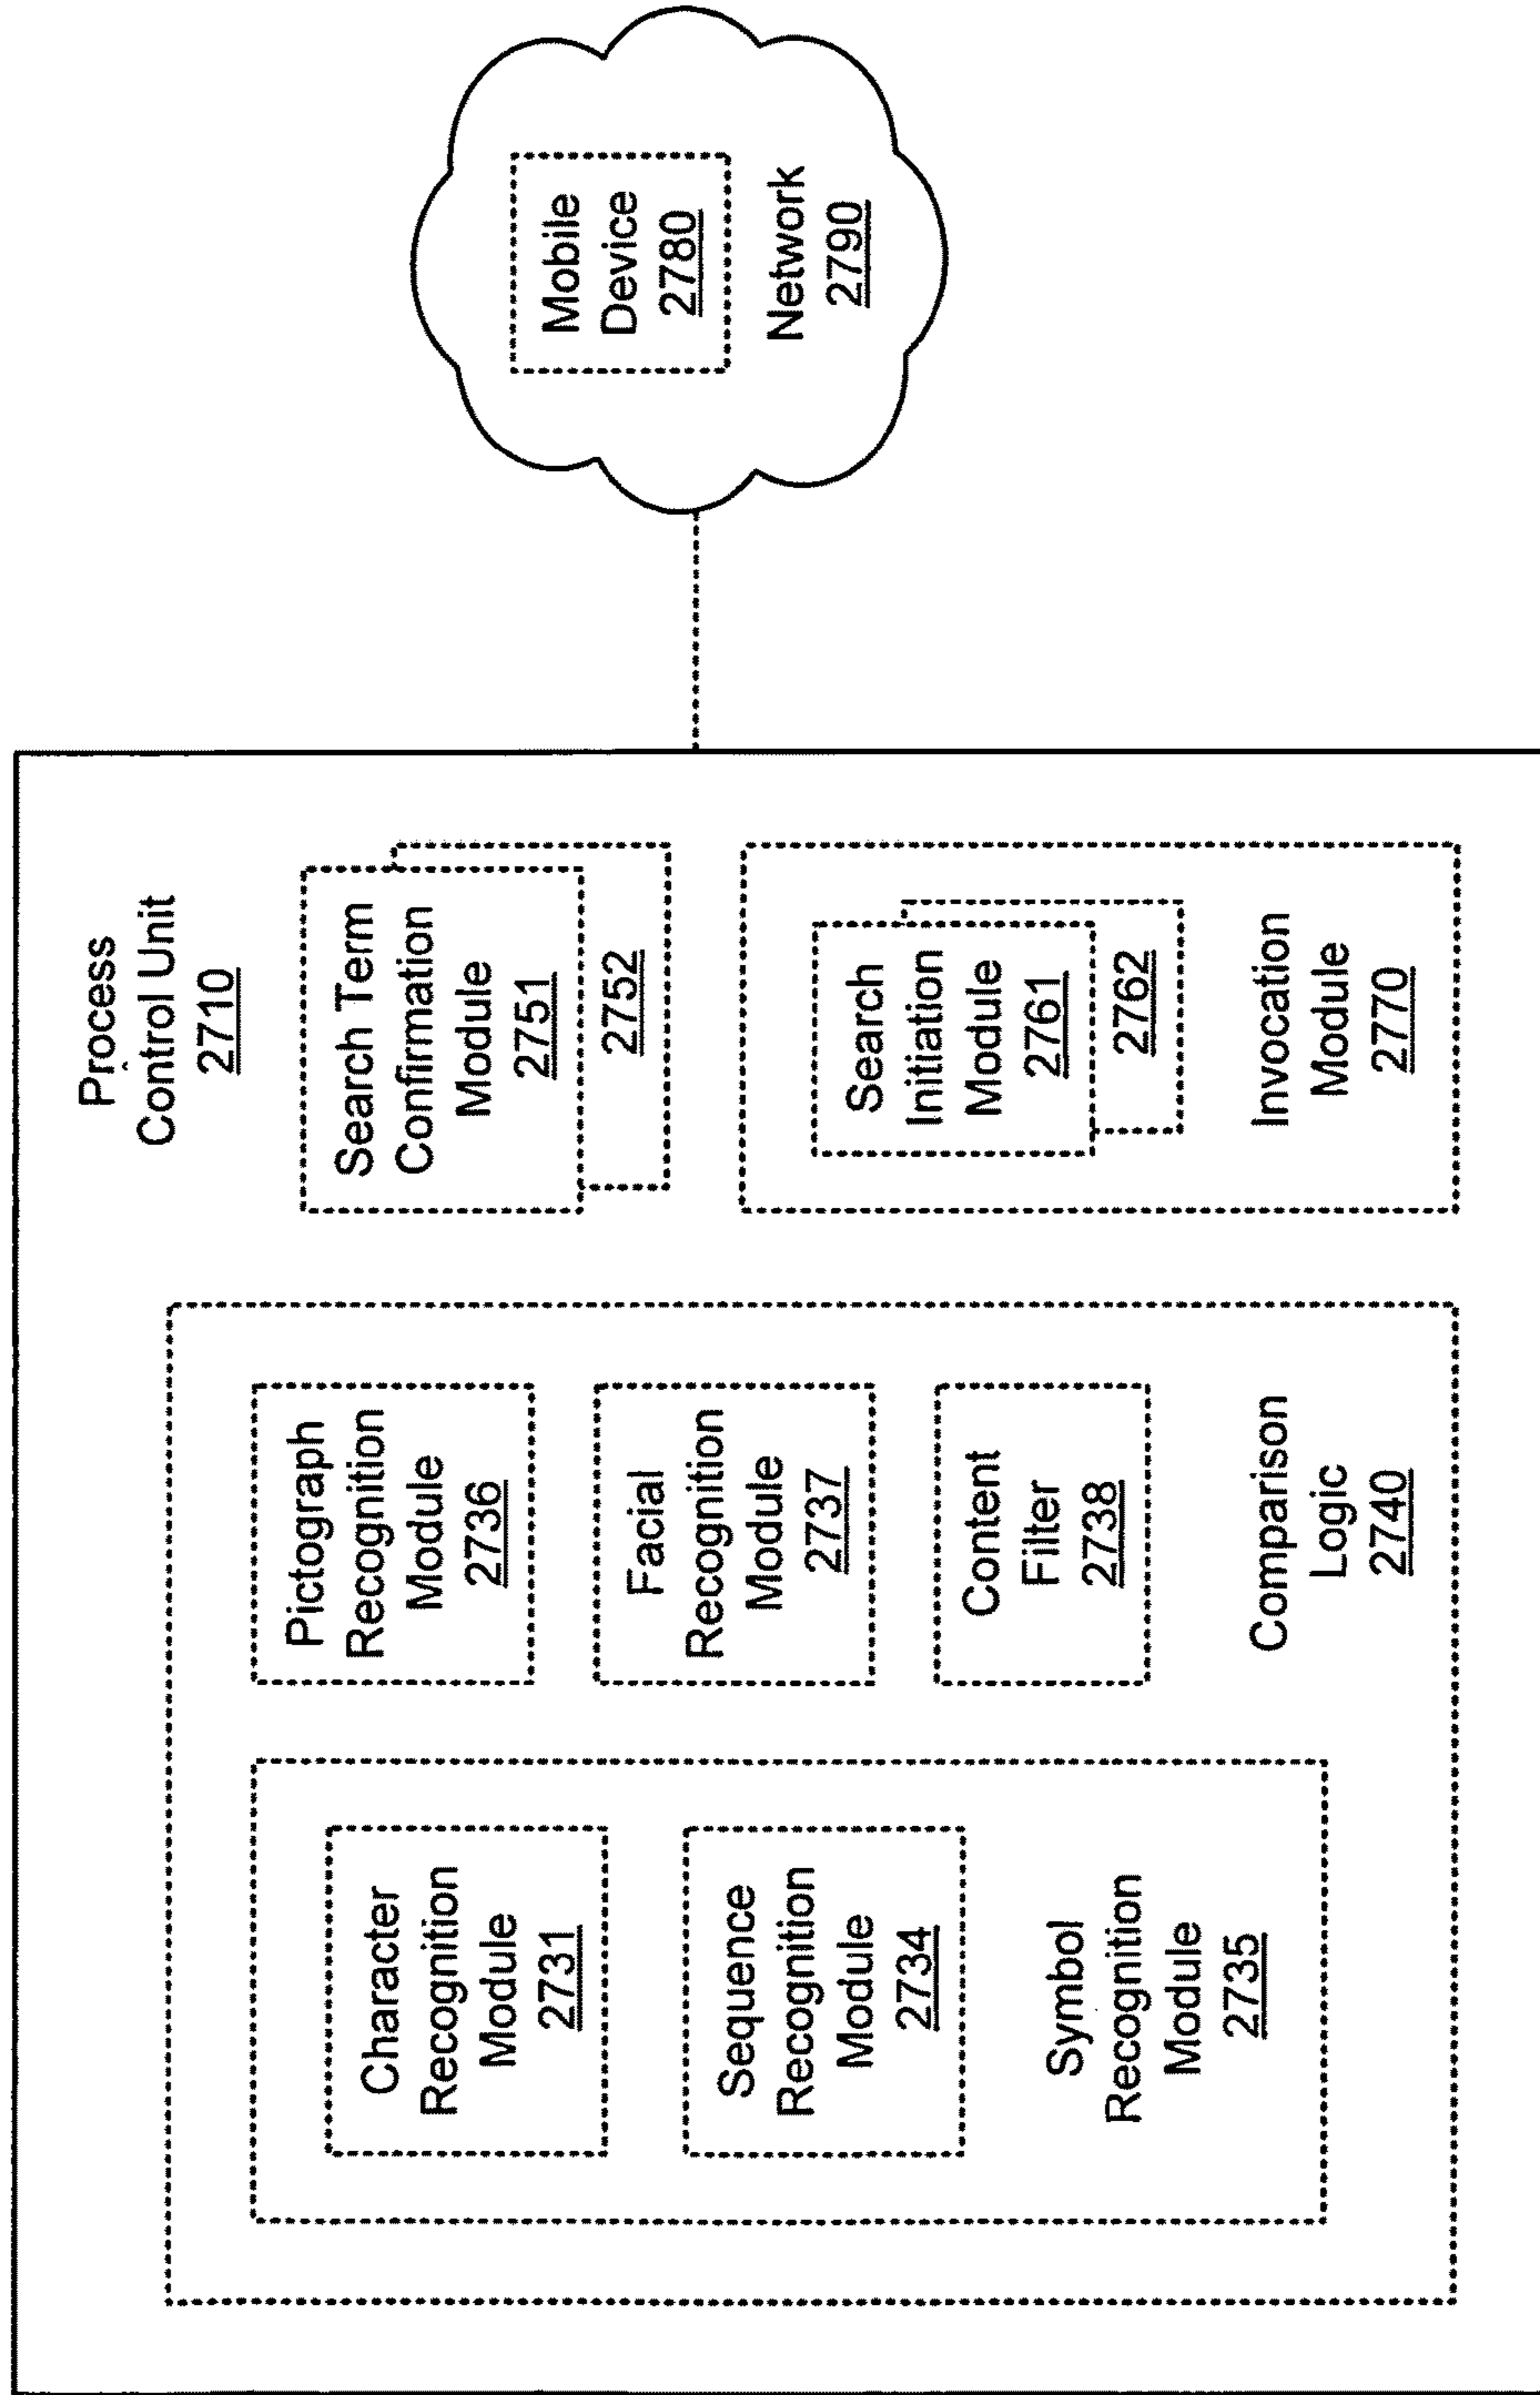 Process
Control Unit
2710
Character
Recognition
Module
2731
Sequence
Recognition
Module
2734
Symbol
Recognition
Module
2735
Pictograph
Recognition
Module
2736
Facial
Recognition
Module
2737
Content
Filter
2738
Comparison
Logic
2740
Search Term
Confirmation
Module
2751
2752
Search
Initiation
Module
2761
2762
Invocation
Module
2770
Mobile
Device
2780
Network
2790